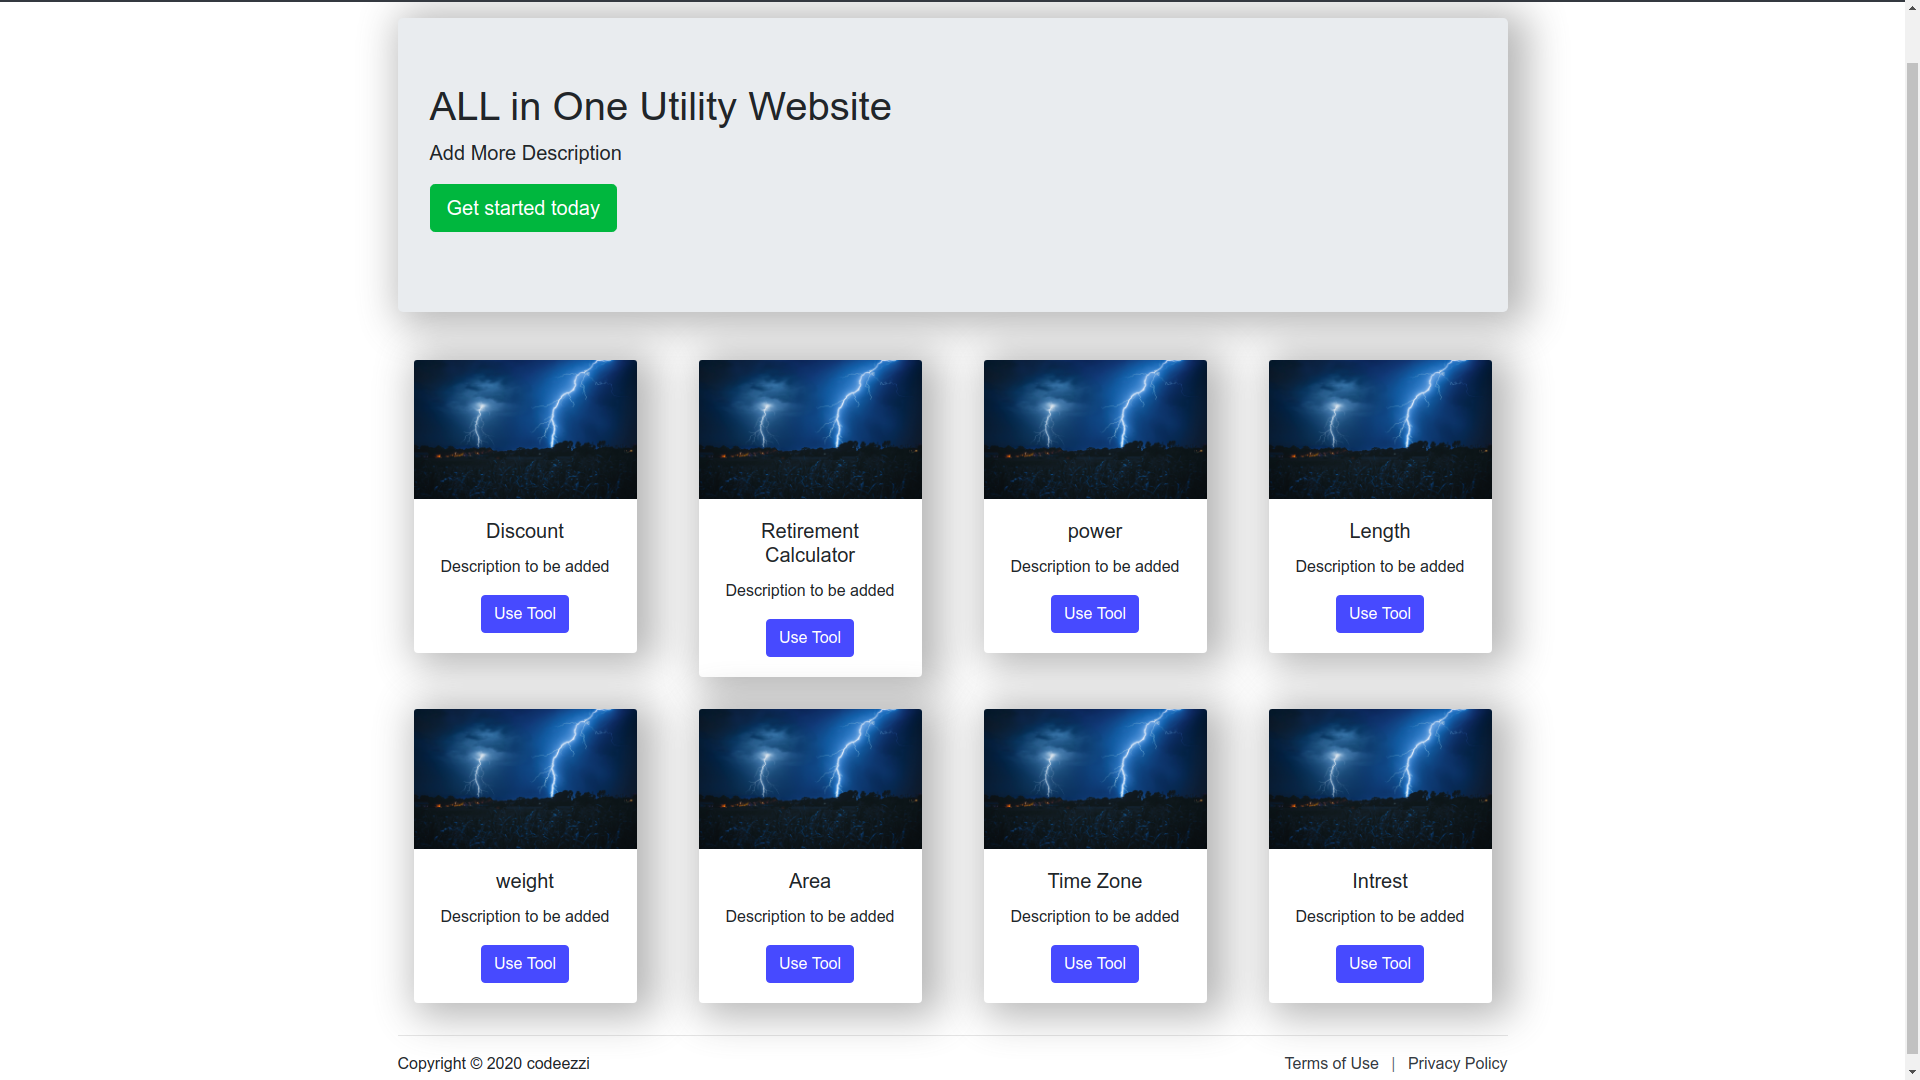 ALL in One Utility Website
Add More Description
Get started today
Discount
Description to be added
Use Tool
Retirement
Calculator
Description to be added
Use Tool
power
Description to be added
Use Tool
Length
Description to be added
Use Tool
weight
Description to be added
Use Tool
Area
Description to be added
Use Tool
Time Zone
Description to be added
Use Tool
Intrest
Description to be added
Use Tool
Copyright © 2020 codeezzi
Terms of Use | Privacy Policy